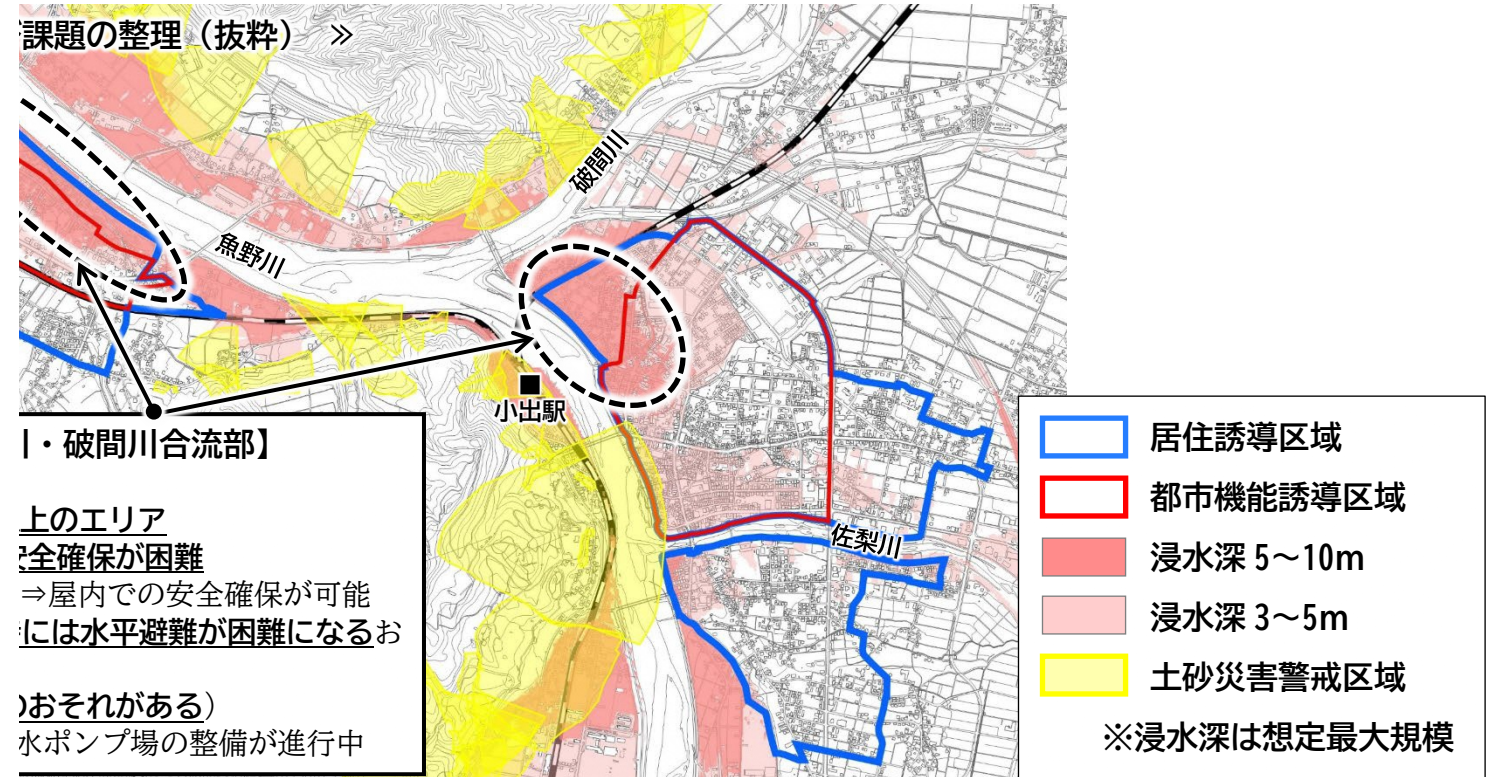 課題の整理（抜粋） ≫
破間川
魚野川
小出駅
佐梨川
川・破間川合流部】
上のエリア
安全確保が困難
⇒屋内での安全確保が可能
には水平避難が困難になるお
のおそれがある）
水ポンプ場の整備が進行中
居住誘導区域
都市機能誘導区域
浸水深 5～10m
浸水深 3～5m
土砂災害警戒区域
※浸水深は想定最大規模